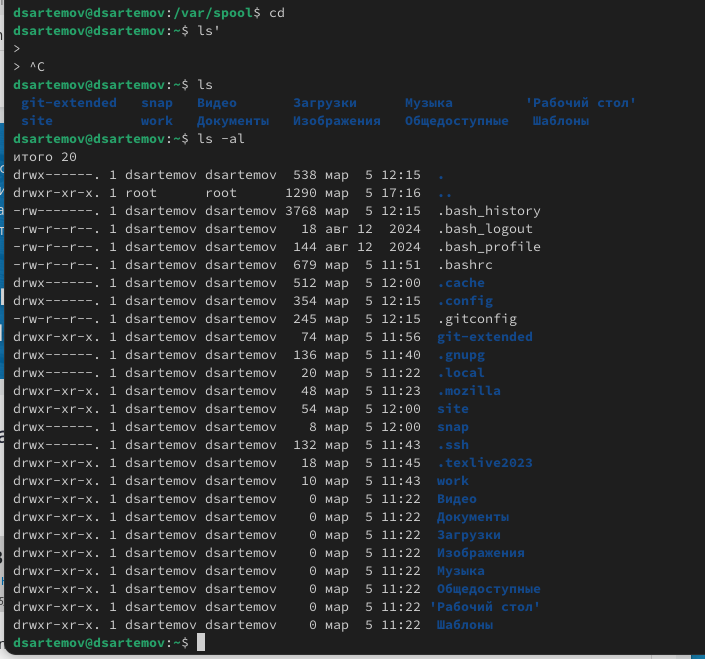 dsartemov@dsartemov:/var/spool$ cd
dsartemov@dsartemov:~$ ls'
>
> ^C
dsartemov@dsartemov:~$ ls
git-extended snap Видео Загрузки Музыка 'Рабочий стол'
site work Документы Изображения Общедоступные Шаблоны
dsartemov@dsartemov:~$ ls -al
итого 20
drwx------. 1 dsartemov dsartemov 538 мар 5 12:15 .
drwxr-xr-x. 1 root root 1290 мар 5 17:16 ..
-rw-------. 1 dsartemov dsartemov 3768 мар 5 12:15 .bash_history
-rw-r--r--. 1 dsartemov dsartemov 18 авг 12 2024 .bash_logout
-rw-r--r--. 1 dsartemov dsartemov 144 авг 12 2024 .bash_profile
-rw-r--r--. 1 dsartemov dsartemov 679 мар 5 11:51 .bashrc
drwx------. 1 dsartemov dsartemov 512 мар 5 12:00 .cache
drwx------. 1 dsartemov dsartemov 354 мар 5 12:15 .config
-rw-r--r--. 1 dsartemov dsartemov 245 мар 5 12:15 .gitconfig
drwxr-xr-x. 1 dsartemov dsartemov 74 мар 5 11:56 git-extended
drwx------. 1 dsartemov dsartemov 136 мар 5 11:40 .gnupg
drwx------. 1 dsartemov dsartemov 20 мар 5 11:22 .local
drwxr-xr-x. 1 dsartemov dsartemov 48 мар 5 11:23 .mozilla
drwxr-xr-x. 1 dsartemov dsartemov 54 мар 5 12:00 site
drwx------. 1 dsartemov dsartemov 8 мар 5 12:00 snap
drwx------. 1 dsartemov dsartemov 132 мар 5 11:43 .ssh
drwxr-xr-x. 1 dsartemov dsartemov 18 мар 5 11:45 .texlive2023
drwxr-xr-x. 1 dsartemov dsartemov 10 мар 5 11:43 work
drwxr-xr-x. 1 dsartemov dsartemov 0 мар 5 11:22 Видео
drwxr-xr-x. 1 dsartemov dsartemov 0 мар 5 11:22 Документы
drwxr-xr-x. 1 dsartemov dsartemov 0 мар 5 11:22 Загрузки
drwxr-xr-x. 1 dsartemov dsartemov 0 мар 5 11:22 Изображения
drwxr-xr-x. 1 dsartemov dsartemov 0 мар 5 11:22 Музыка
drwxr-xr-x. 1 dsartemov dsartemov 0 мар 5 11:22 Общедоступные
drwxr-xr-x. 1 dsartemov dsartemov 0 мар 5 11:22 'Рабочий стол'
drwxr-xr-x. 1 dsartemov dsartemov 0 мар 5 11:22 Шаблоны
dsartemov@dsartemov:~$